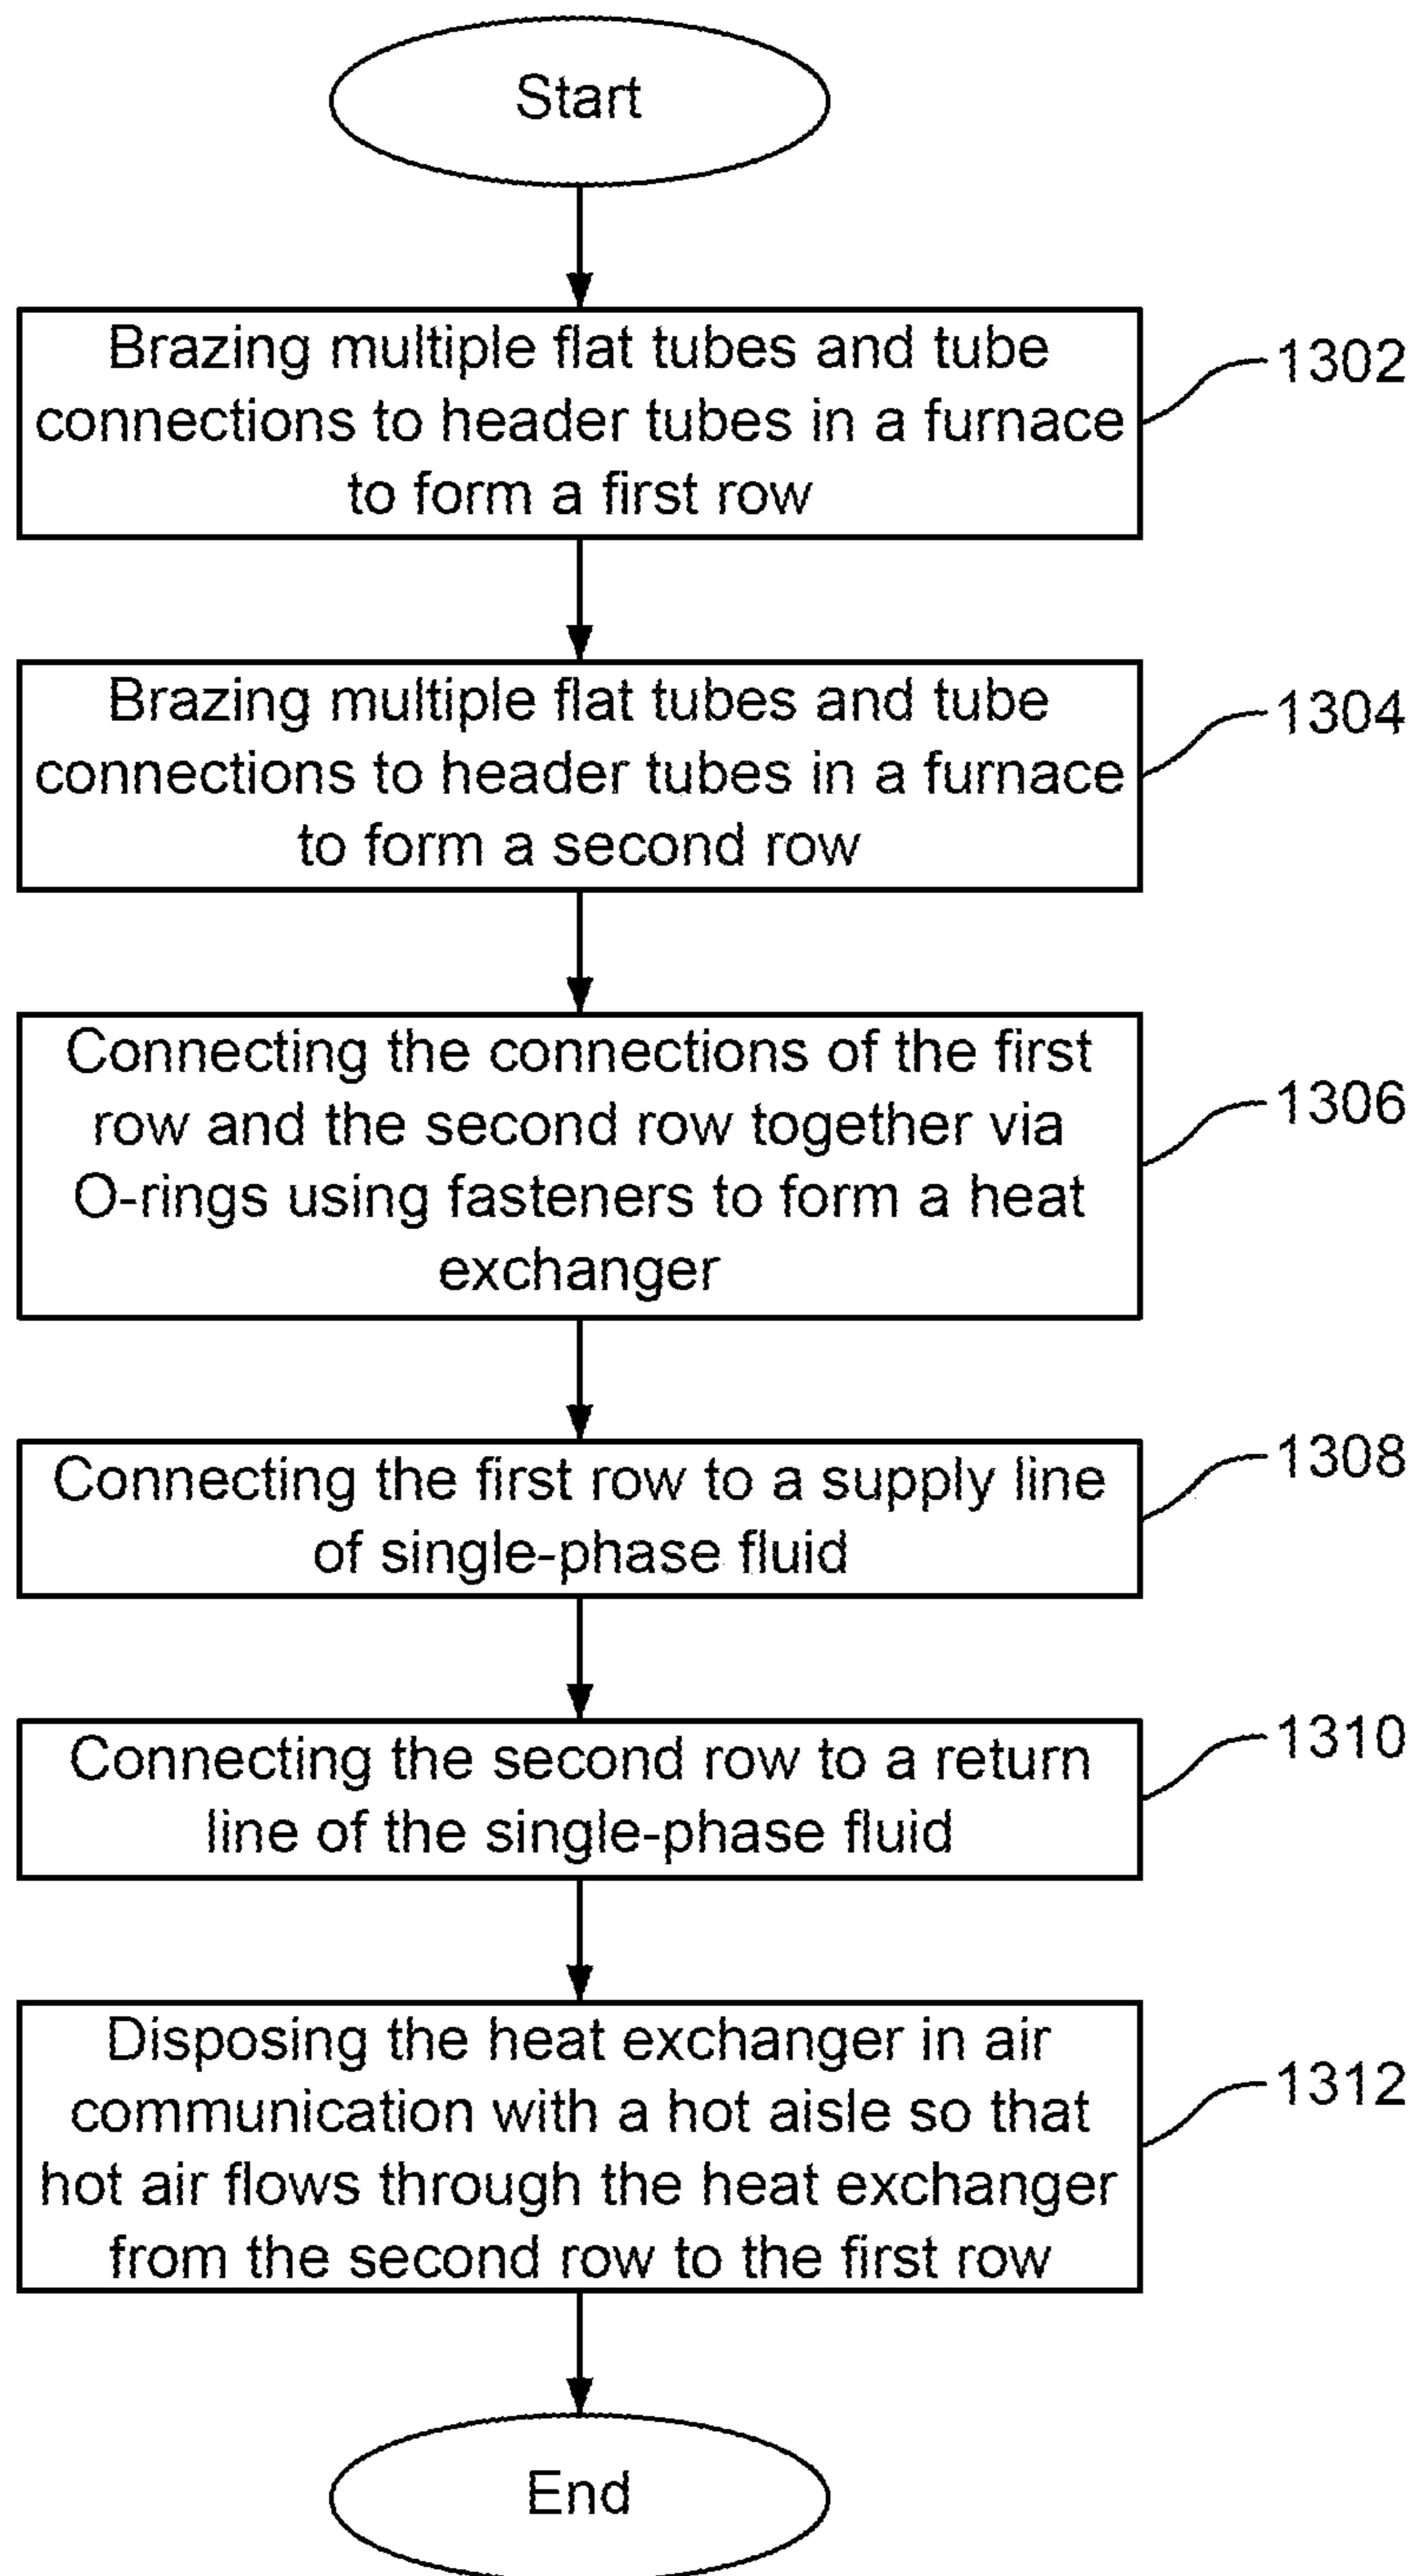 Start
Brazing multiple flat tubes and tube
connections to header tubes in a furnace
to form a first row
1302
Brazing multiple flat tubes and tube
connections to header tubes in a furnace
to form a second row
1304
Connecting the connections of the first
row and the second row together via
O-rings using fasteners to form a heat
exchanger
1306
Connecting the first row to a supply line
of single-phase fluid
1308
Connecting the second row to a return
line of the single-phase fluid
1310
Disposing the heat exchanger in air
communication with a hot aisle so that
hot air flows through the heat exchanger
from the second row to the first row
1312
End